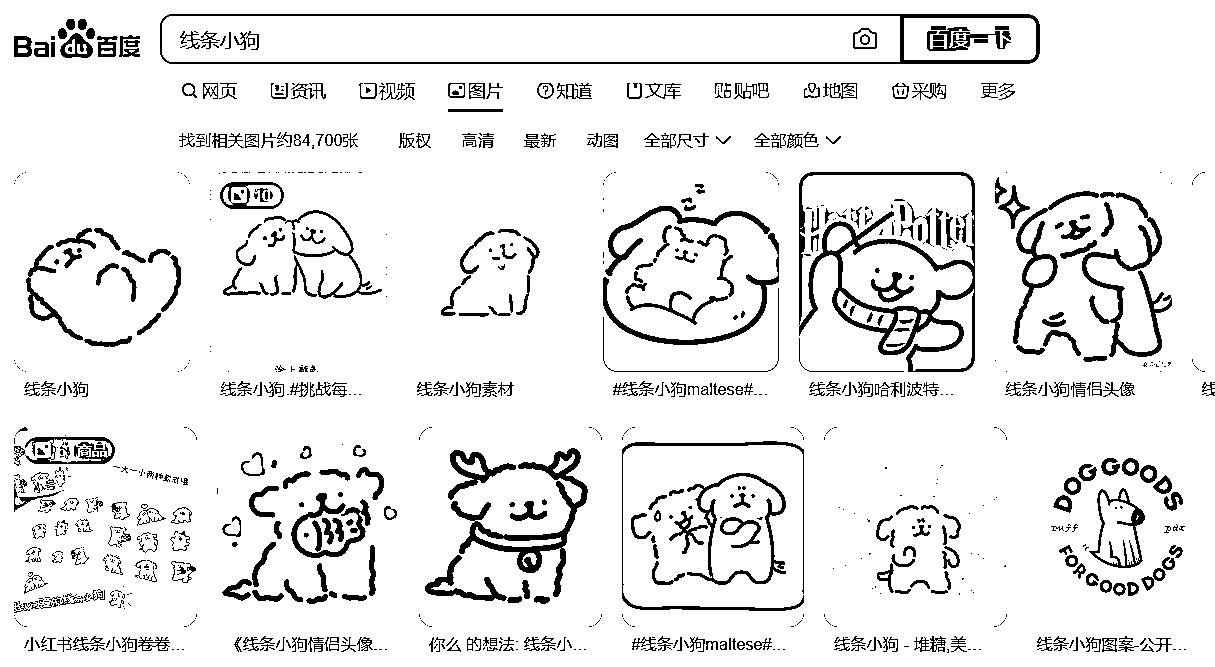 Bai du 百度
线条小狗
百度一下
网页 资讯 视频 图片 知道 文库 贴吧 地图 采购 更多
找到相关图片约84,700张 版权 高清 最新 动图 全部尺寸 全部颜色
Harry Potter
线条小狗
线条小狗.#挑战每...
线条小狗素材
#线条小狗maltese#...
线条小狗哈利波特...
线条小狗情侣头像
线
商品
DOG GOODS
ruff
FOR GOOD DOGS
小红书线条小狗卷卷...
《线条小狗情侣头像...
你么 的想法: 线条小...
#线条小狗maltese#...
线条小狗 - 堆糖,美...
线条小狗图案-公开...